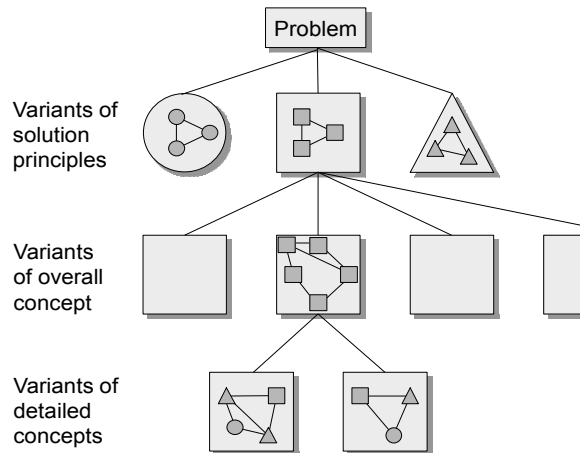 Problem
Variants of
solution
principles
Variants
of overall
concept
Variants of
detailed
concepts